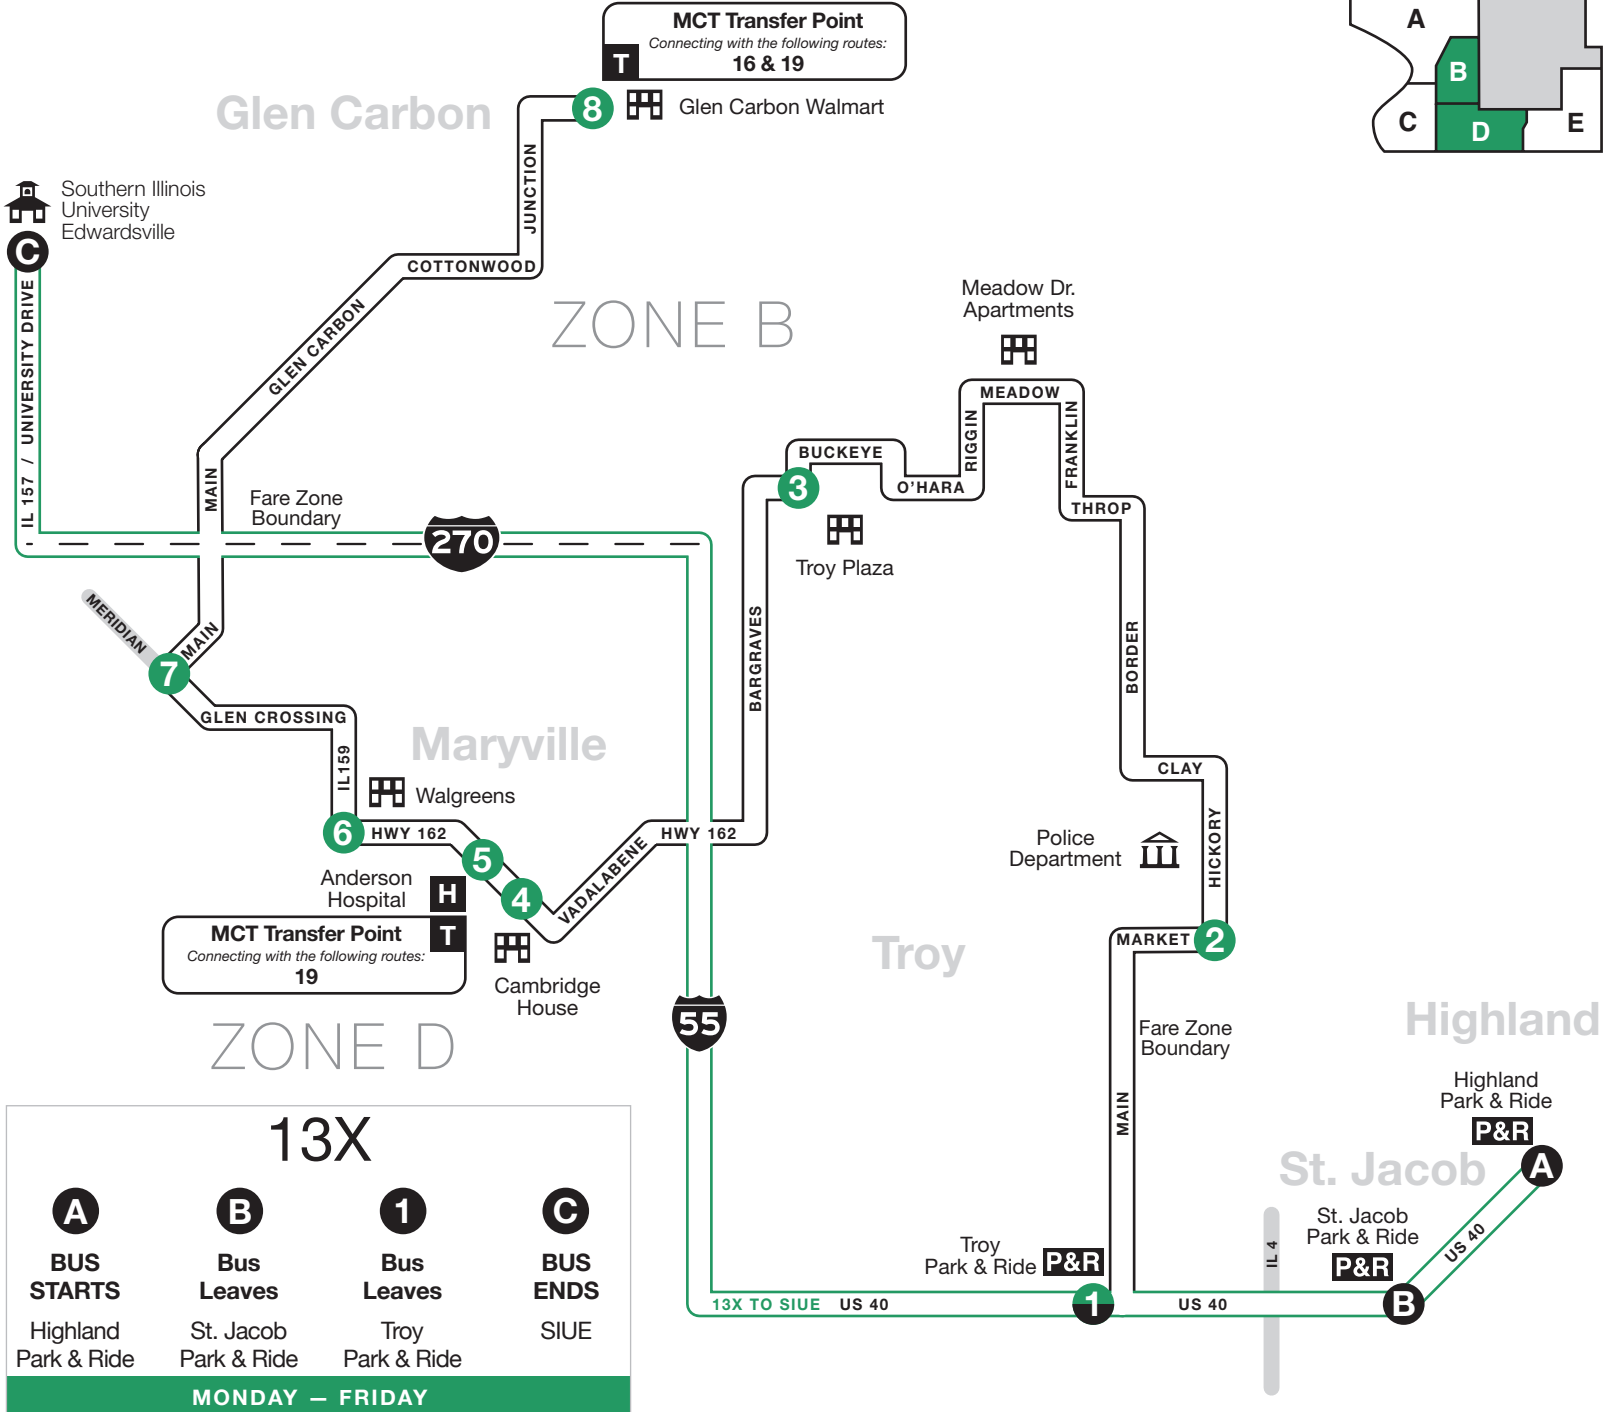 MCT Transfer Point
Connecting with the following routes:
16 & 19
T
A
B
C
D
E
Glen Carbon
8
Glen Carbon Walmart
JUNCTION
Southern Illinois
University
Edwardsville
C
COTTONWOOD
GLEN CARBON
ZONE B
IL 157 / UNIVERSITY DRIVE
MAIN
Fare Zone
Boundary
270
Meadow Dr.
Apartments
MEADOW
RIGGIN
FRANKLIN
BUCKEYE
O'HARA
THROP
3
Troy Plaza
BARGRAVES
BORDER
MERIDIAN
MAIN
7
GLEN CROSSING
IL159
Maryville
Walgreens
6
HWY 162
5
4
VADALABENE
HWY 162
CLAY
HICKORY
Police
Department
Anderson
Hospital
H
T
MCT Transfer Point
Connecting with the following routes:
19
Cambridge
House
Troy
MARKET
2
55
ZONE D
Fare Zone
Boundary
MAIN
Highland
Highland
Park & Ride
P&R
A
St. Jacob
St. Jacob
Park & Ride
P&R
US 40
IL 4
B
Troy
Park & Ride
P&R
1
13X TO SIUE
US 40
US 40
13X
A
BUS
STARTS
Highland
Park & Ride
B
Bus
Leaves
St. Jacob
Park & Ride
1
Bus
Leaves
Troy
Park & Ride
C
BUS
ENDS
SIUE
MONDAY — FRIDAY